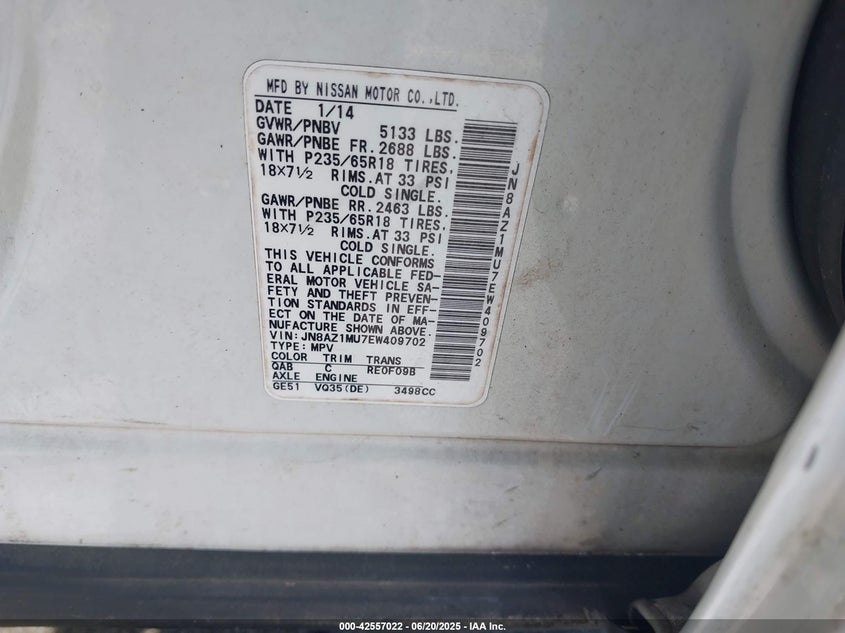 MFD BY NISSAN MOTOR CO.,LTD.
DATE 1/14
GVWR/PNBV 5133 LBS.
GAWR/PNBE FR. 2688 LBS.
WITH P235/65R18 TIRES,
18×7½ RIMS.AT 33 PSI
COLD SINGLE.
GAWR/PNBE RR. 2463 LBS.
WITH P235/65R18 TIRES,
18×7½ RIMS.AT 33 PSI
COLD SINGLE.
THIS VEHICLE CONFORMS
TO ALL APPLICABLE FED-
ERAL MOTOR VEHICLE SA-
FETY AND THEFT PREVEN-
TION STANDARDS IN EFF-
ECT ON THE DATE OF MA-
NUFACTURE SHOWN ABOVE.
VIN: JN8AZ1MU7EW409702
TYPE: MPV
COLOR TRIM TRANS
QAB C RE0F09B
AXLE ENGINE
GE51 VQ35(DE) 3498CC
JN8AZ1MU7EW409702
000-42557022 - 06/20/2025 - IAA Inc.